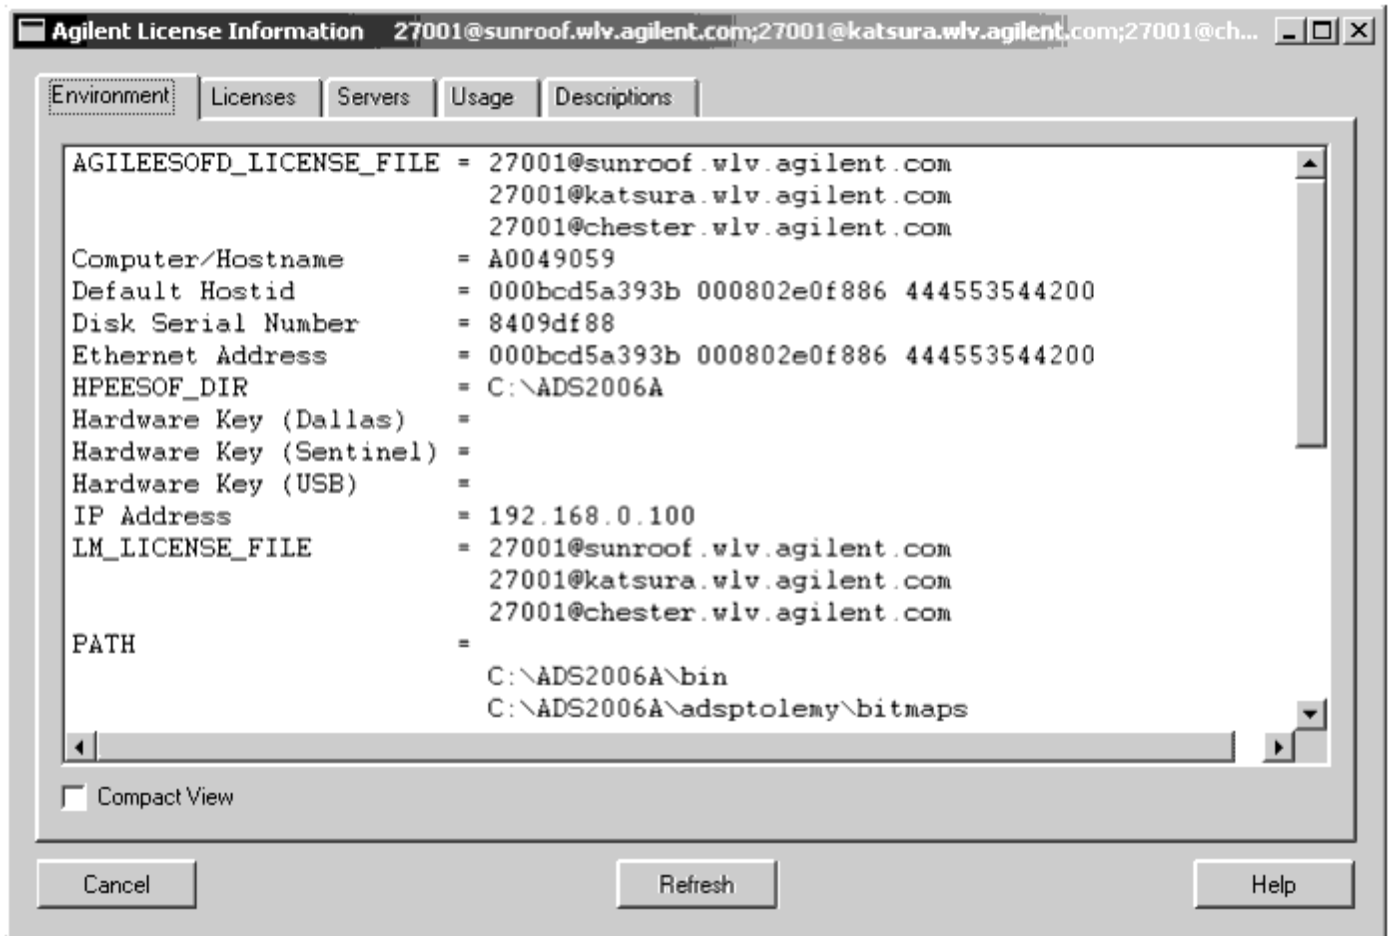 Agilent License Information 27001@sunroof.wlv.agilent.com;27001@katsura.wlv.agilent.com;27001@ch...
Environment Licenses Servers Usage Descriptions
AGILEESOFD_LICENSE_FILE = 27001@sunroof.wlv.agilent.com
27001@katsura.wlv.agilent.com
27001@chester.wlv.agilent.com
Computer/Hostname = A0049059
Default Hostid = 000bcd5a393b 000802e0f886 444553544200
Disk Serial Number = 8409df88
Ethernet Address = 000bcd5a393b 000802e0f886 444553544200
HPEESOF_DIR = C:\ADS2006A
Hardware Key (Dallas) =
Hardware Key (Sentinel) =
Hardware Key (USB) =
IP Address = 192.168.0.100
LM_LICENSE_FILE = 27001@sunroof.wlv.agilent.com
27001@katsura.wlv.agilent.com
27001@chester.wlv.agilent.com
PATH =
C:\ADS2006A\bin
C:\ADS2006A\adsptolemy\bitmaps
Compact View
Cancel Refresh Help